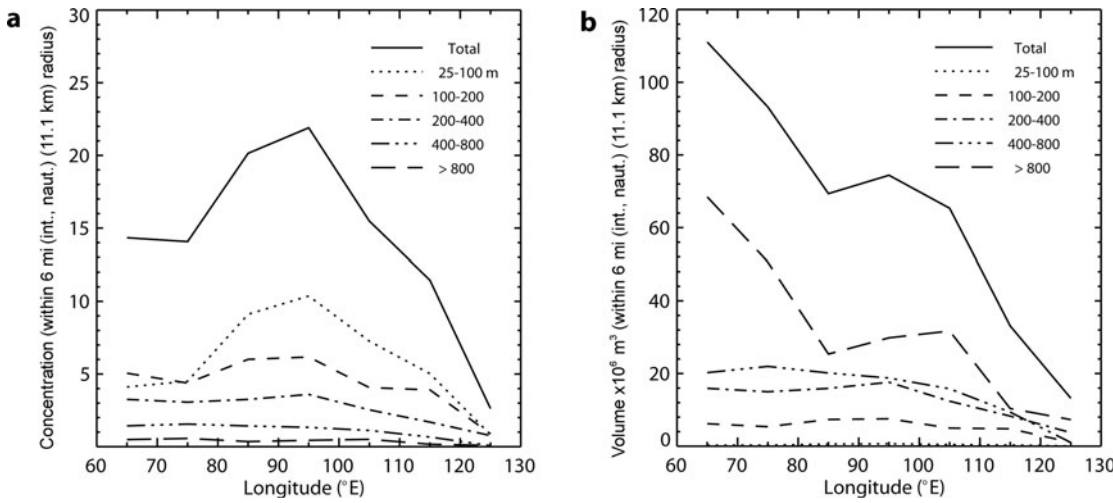 a
Concentration (within 6 mi (int., naut.) (11.1 km) radius)
30
25
20
15
10
5
Total
25-100 m
100-200
200-400
400-800
> 800
60 70 80 90 100 110 120 130
Longitude (°E)
b
Volume x10⁶ m³ (within 6 mi (int., naut.) (11.1 km) radius)
120
100
80
60
40
20
0
Total
25-100 m
100-200
200-400
400-800
> 800
60 70 80 90 100 110 120 130
Longitude (°E)